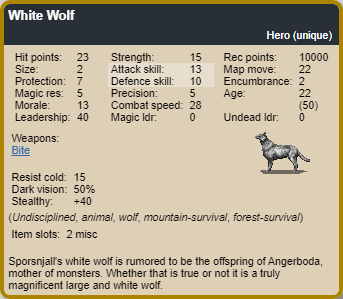 White Wolf
Hero (unique)
Hit points: 23 Strength: 15 Rec points: 10000
Size: 2 Attack skill: 13 Map move: 22
Protection: 7 Defence skill: 10 Encumbrance: 2
Magic res: 5 Precision: 5 Age: 22
Morale: 13 Combat speed: 28 (50)
Leadership: 40 Magic ldr: 0 Undead ldr: 0
Weapons:
Bite
Resist cold: 15
Dark vision: 50%
Stealthy: +40
(Undisciplined, animal, wolf, mountain-survival, forest-survival)
Item slots: 2 misc
Sporsnjall's white wolf is rumored to be the offspring of Angerboda,
mother of monsters. Whether that is true or not it is a truly
magnificent large and white wolf.